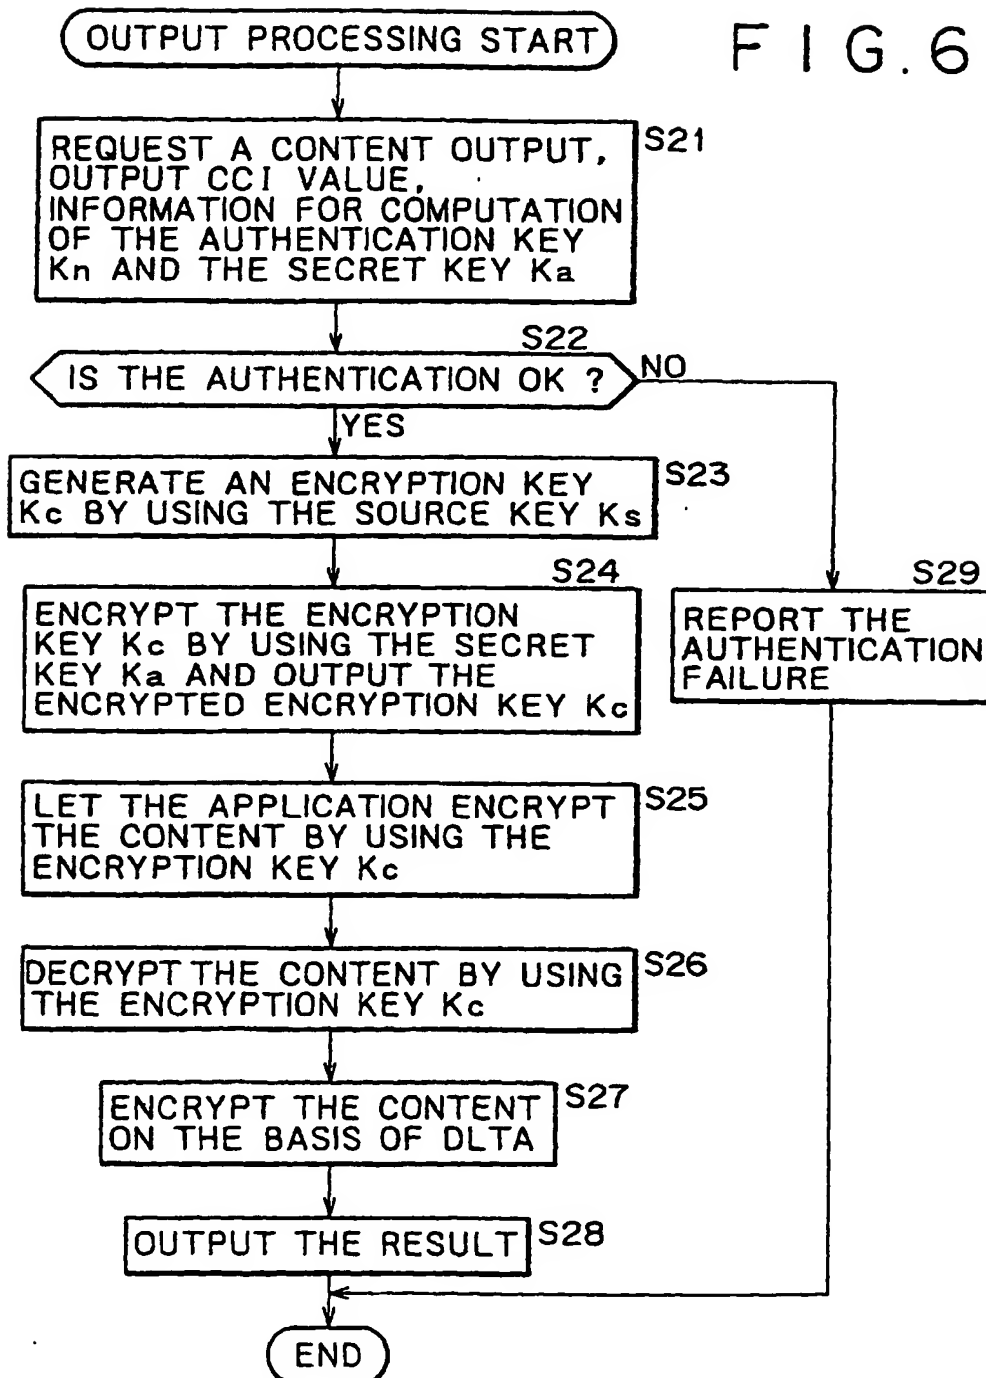 OUTPUT PROCESSING START
FIG.6
REQUEST A CONTENT OUTPUT,
OUTPUT CCI VALUE,
INFORMATION FOR COMPUTATION
OF THE AUTHENTICATION KEY
Kn AND THE SECRET KEY Ka
S21
S22
IS THE AUTHENTICATION OK ?
NO
YES
GENERATE AN ENCRYPTION KEY
Kc BY USING THE SOURCE KEY Ks
S23
S24
ENCRYPT THE ENCRYPTION
KEY Kc BY USING THE SECRET
KEY Ka AND OUTPUT THE
ENCRYPTED ENCRYPTION KEY Kc
S29
REPORT THE
AUTHENTICATION
FAILURE
LET THE APPLICATION ENCRYPT
THE CONTENT BY USING THE
ENCRYPTION KEY Kc
S25
DECRYPT THE CONTENT BY USING
THE ENCRYPTION KEY Kc
S26
ENCRYPT THE CONTENT
ON THE BASIS OF DLTA
S27
OUTPUT THE RESULT
S28
END